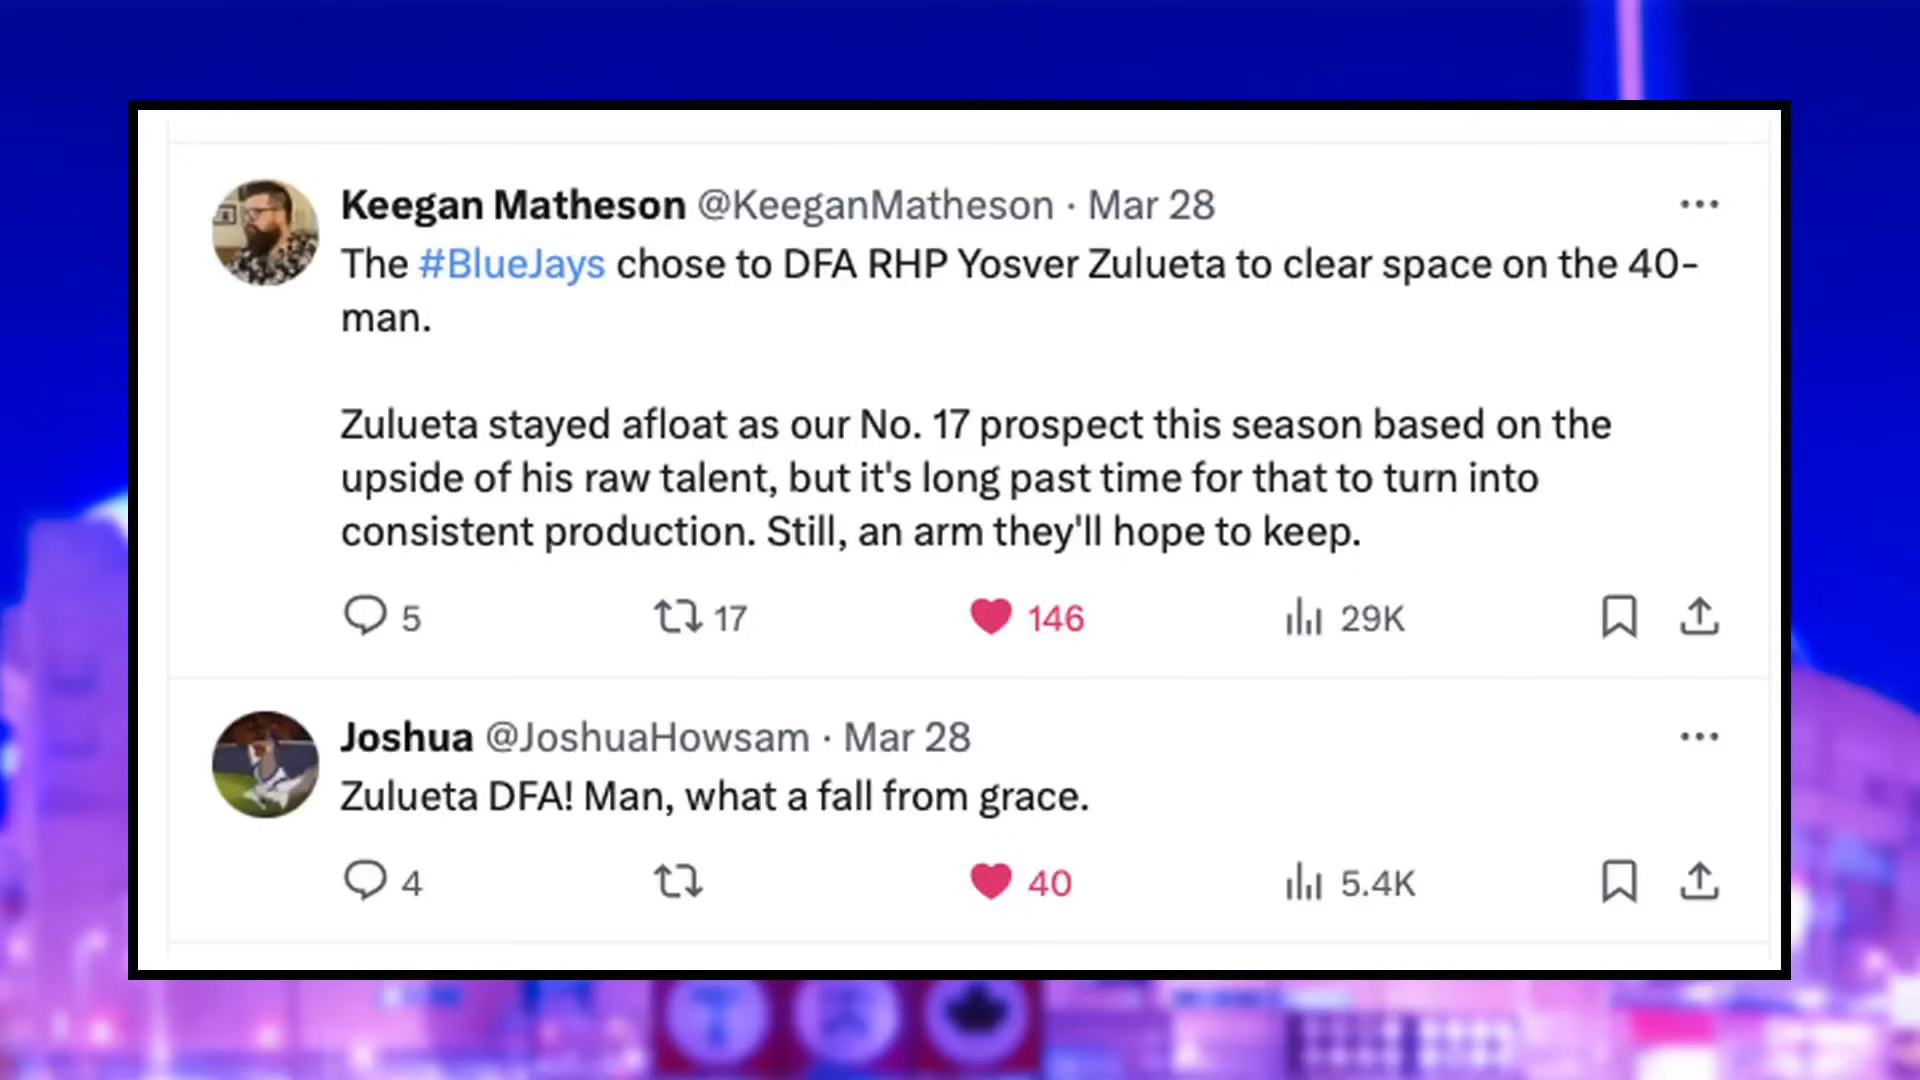 Keegan Matheson @KeeganMatheson · Mar 28
The #BlueJays chose to DFA RHP Yosver Zulueta to clear space on the 40-
man.
Zulueta stayed afloat as our No. 17 prospect this season based on the
upside of his raw talent, but it's long past time for that to turn into
consistent production. Still, an arm they'll hope to keep.
5 17 146 29K
Joshua @JoshuaHowsam · Mar 28
Zulueta DFA! Man, what a fall from grace.
4 40 5.4K